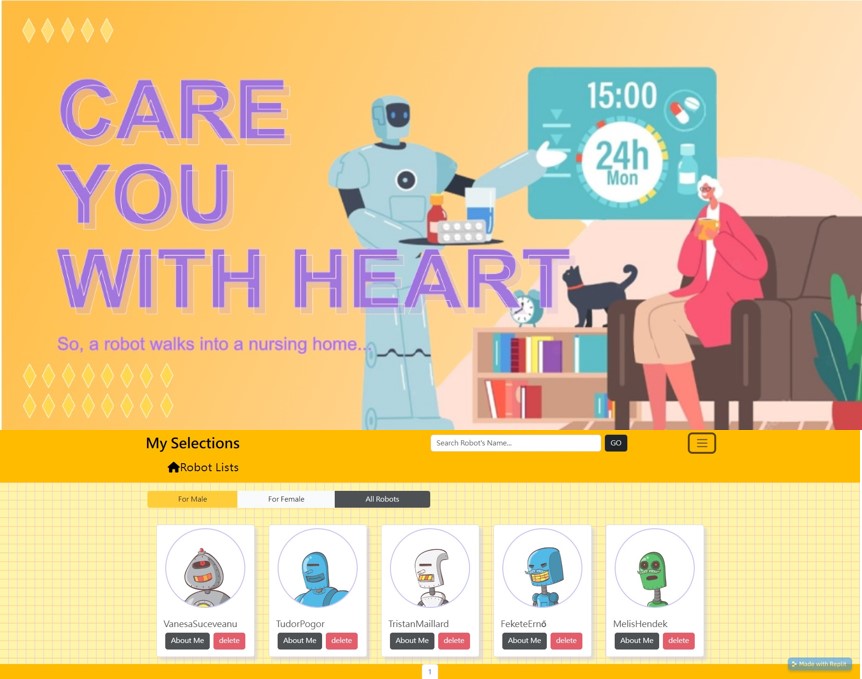 CARE
YOU
WITH HEART
So, a robot walks into a nursing home...
15:00
24h
Mon
My Selections
Search Robot's Name...
GO
Robot Lists
For Male
For Female
All Robots
VanesaSuceveanu
TudorPogor
TristanMaillard
FeketeErnő
MelisHendek
About Me delete
About Me delete
About Me delete
About Me delete
About Me delete
1
Made with Replit